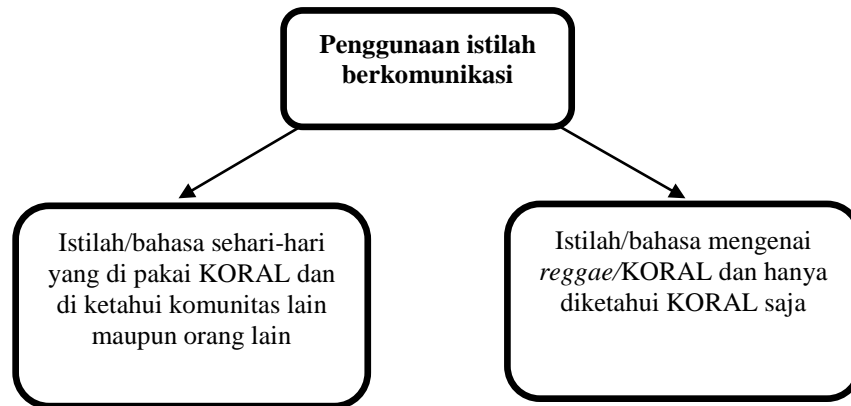 Penggunaan istilah
berkomunikasi
Istilah/bahasa sehari-hari
yang di pakai KORAL dan
di ketahui komunitas lain
maupun orang lain
Istilah/bahasa mengenai
reggae/KORAL dan hanya
diketahui KORAL saja